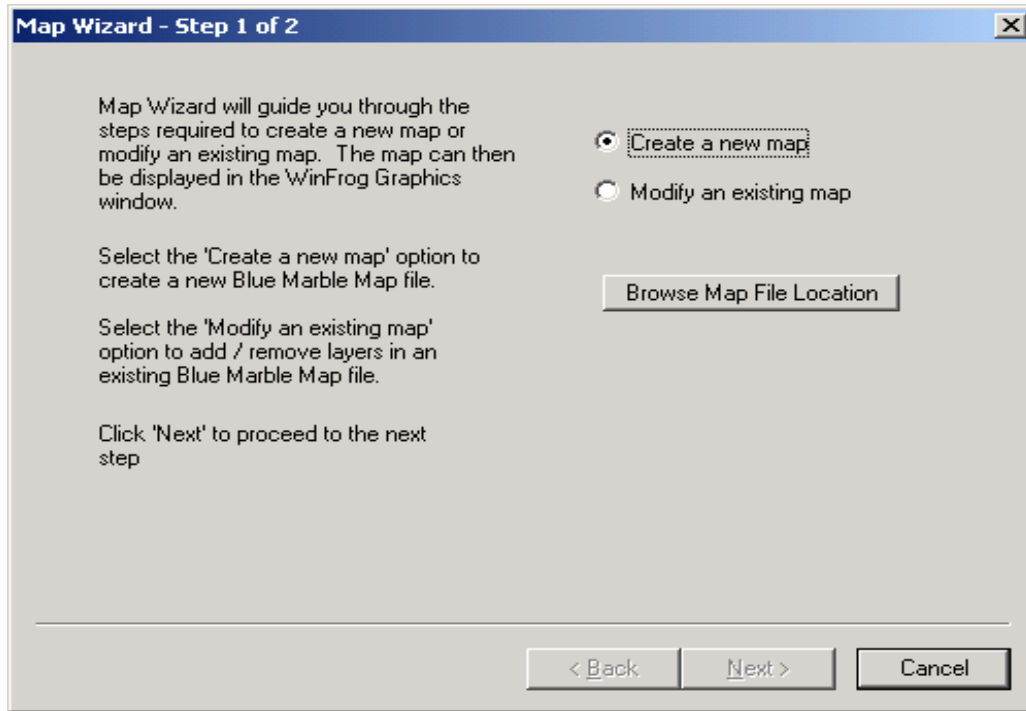 Map Wizard - Step 1 of 2
Map Wizard will guide you through the
steps required to create a new map or
modify an existing map. The map can then
be displayed in the WinFrog Graphics
window.
Select the 'Create a new map' option to
create a new Blue Marble Map file.
Select the 'Modify an existing map'
option to add / remove layers in an
existing Blue Marble Map file.
Click 'Next' to proceed to the next
step
Create a new map
Modify an existing map
Browse Map File Location
< Back
Next >
Cancel